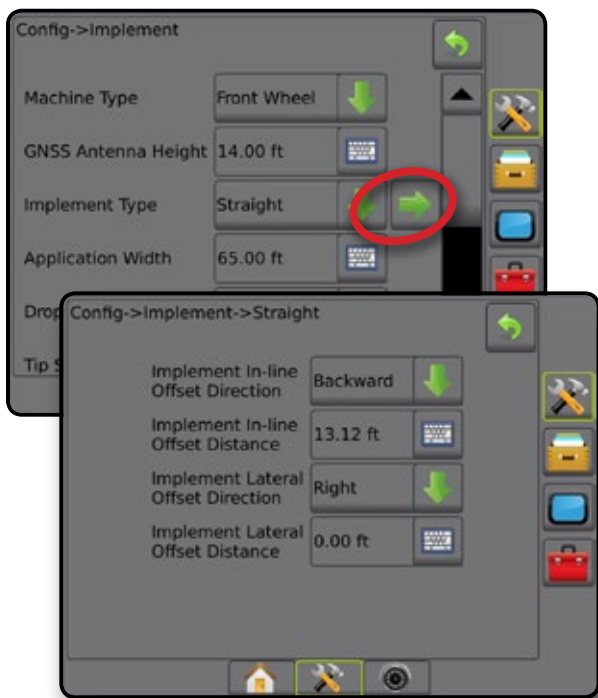 Config->Implement
Machine Type Front Wheel
GNSS Antenna Height 14.00 ft
Implement Type Straight
Application Width 65.00 ft
Drop
Tip S
Config->Implement->Straight
Implement In-line
Offset Direction
Backward
Implement In-line
Offset Distance
13.12 ft
Implement Lateral
Offset Direction
Right
Implement Lateral
Offset Distance
0.00 ft